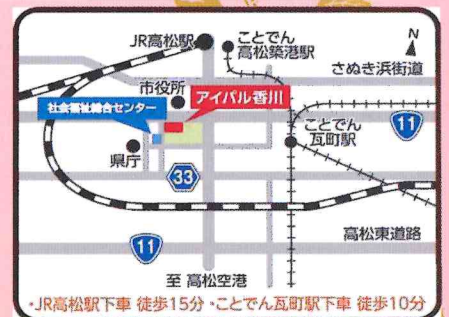 JR高松駅
ことでん
高松築港駅
N
さぬき浜街道
市役所
社会福祉総合センター
アイパル香川
ことでん
瓦町駅
11
県庁
33
高松東道路
11
至 高松空港
・JR高松駅下車 徒歩15分 ・ことでん瓦町駅下車 徒歩10分